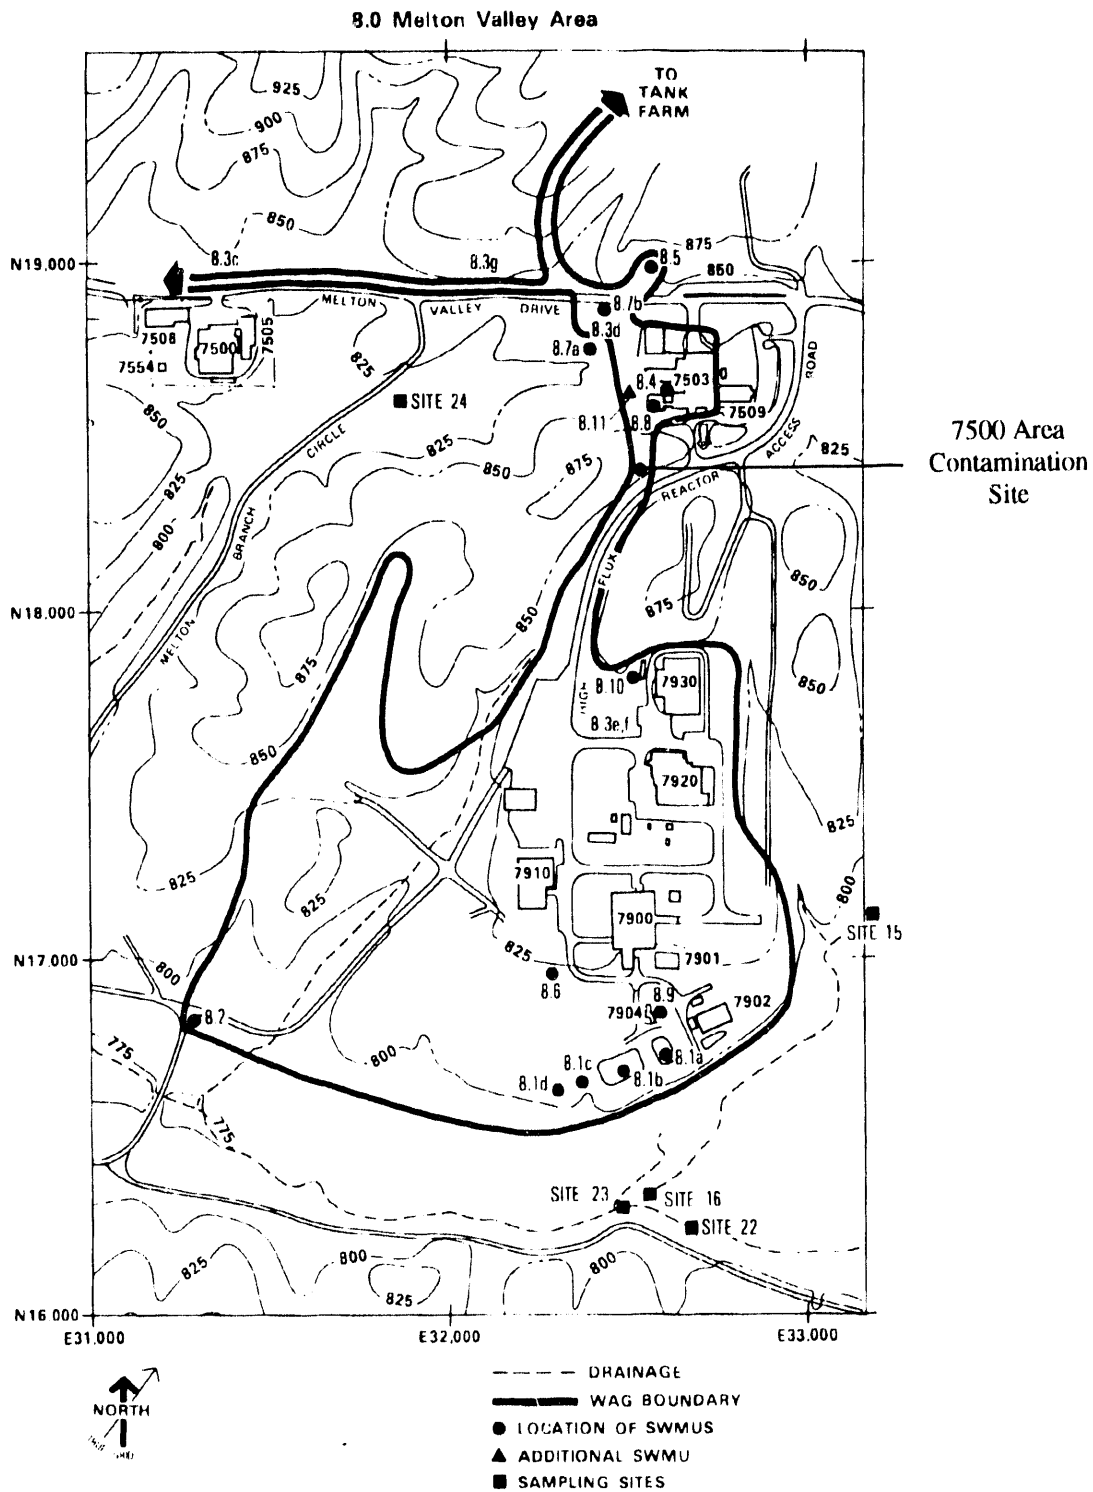 8.0 Melton Valley Area
TO
TANK
FARM
925
900
875
850
875
850
N19,000
8.3c
8.3g
8.5
8.7b
MELTON
VALLEY
DRIVE
8.3d
8.7a
7508
7500
7505
7554
825
SITE 24
8.4
7503
7509
8.11
8.8
ROAD
ACCESS
REACTOR
FLUX
HIGH
850
825
800
825
850
875
825
7500 Area
Contamination
Site
CIRCLE
BRANCH
MELTON
N18,000
850
875
850
850
875
850
8.10
7930
8.3e,f
7920
825
7910
7900
825
825
825
800
SITE 15
N17,000
800
7901
8.6
8.9
7902
7904
8.2
775
800
8.1a
8.1b
8.1c
8.1d
775
SITE 23
SITE 16
SITE 22
825
800
825
800
N16 000
E31,000
E32,000
E33,000
NORTH
DRAINAGE
WAG BOUNDARY
LOCATION OF SWMUS
ADDITIONAL SWMU
SAMPLING SITES